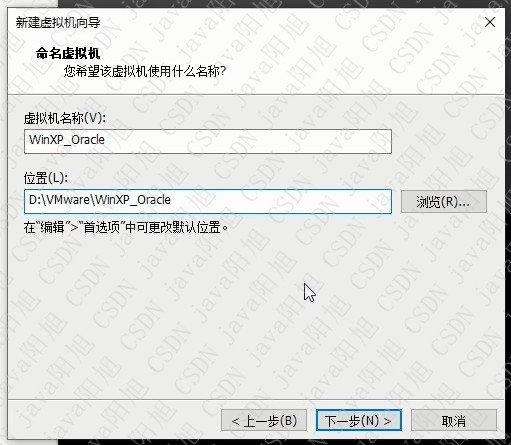 新建虚拟机向导
命名虚拟机
您希望该虚拟机使用什么名称?
虚拟机名称(V):
WinXP_Oracle
位置(L):
D:\VMware\WinXP_Oracle
浏览(R)...
在“编辑”>“首选项”中可更改默认位置。
< 上一步(B)
下一步(N) >
取消
CSDN java阳旭